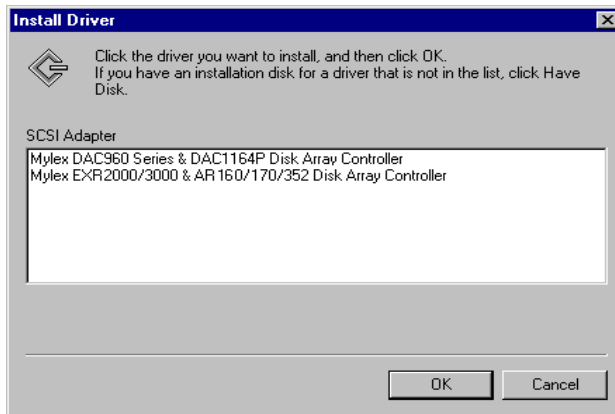 Install Driver
Click the driver you want to install, and then click OK.
If you have an installation disk for a driver that is not in the list, click Have
Disk.
SCSI Adapter
Mylex DAC960 Series & DAC1164P Disk Array Controller
Mylex EXR2000/3000 & AR160/170/352 Disk Array Controller
OK
Cancel